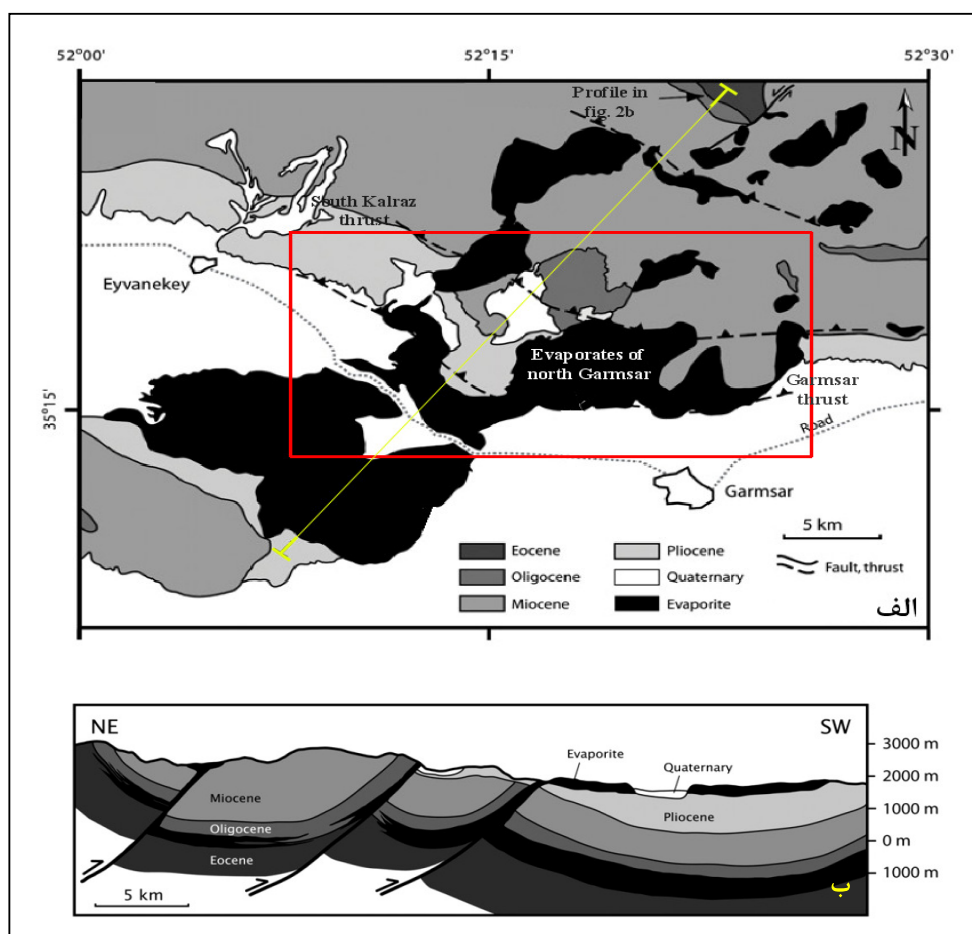 52°00'
52°15'
52°30'
Profile in
fig. 2b
N
South Kalraz
thrust
Eyvanekey
Evaporates of
north Garmsar
Garmsar
thrust
35°15'
Road
Garmsar
5 km
Eocene
Pliocene
Oligocene
Quaternary
Fault, thrust
Miocene
Evaporite
الف
NE
SW
3000 m
Evaporite
Quaternary
2000 m
Miocene
Pliocene
1000 m
Oligocene
0 m
Eocene
1000 m
ب
5 km